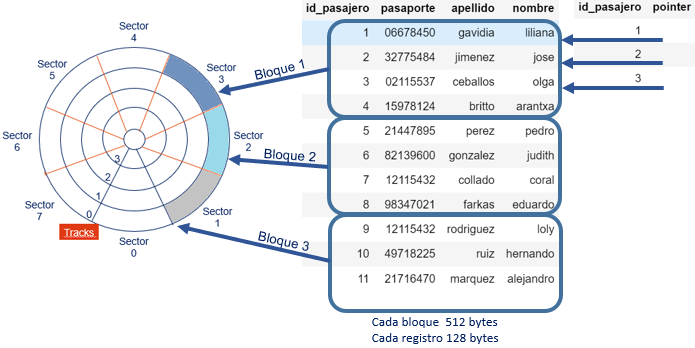 Sector
4
Sector
5
Sector
3
Sector
6
Sector
2
Sector
7
Sector
1
Sector
0
3
2
1
0
Tracks
Bloque 1
Bloque 2
Bloque 3
id_pasajero pasaporte apellido nombre
1 06678450 gavidia liliana
2 32775484 jimenez jose
3 02115537 ceballos olga
4 15978124 britto arantxa
5 21447895 perez pedro
6 82139600 gonzalez judith
7 12115432 collado coral
8 98347021 farkas eduardo
9 12115432 rodriguez loly
10 49718225 ruiz hernando
11 21716470 marquez alejandro
id_pasajero pointer
1
2
3
Cada bloque 512 bytes
Cada registro 128 bytes